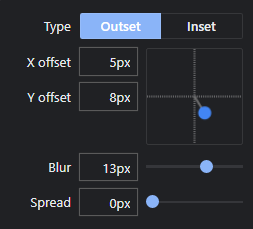 Type Outset Inset
X offset 5px
Y offset 8px
Blur 13px
Spread 0px